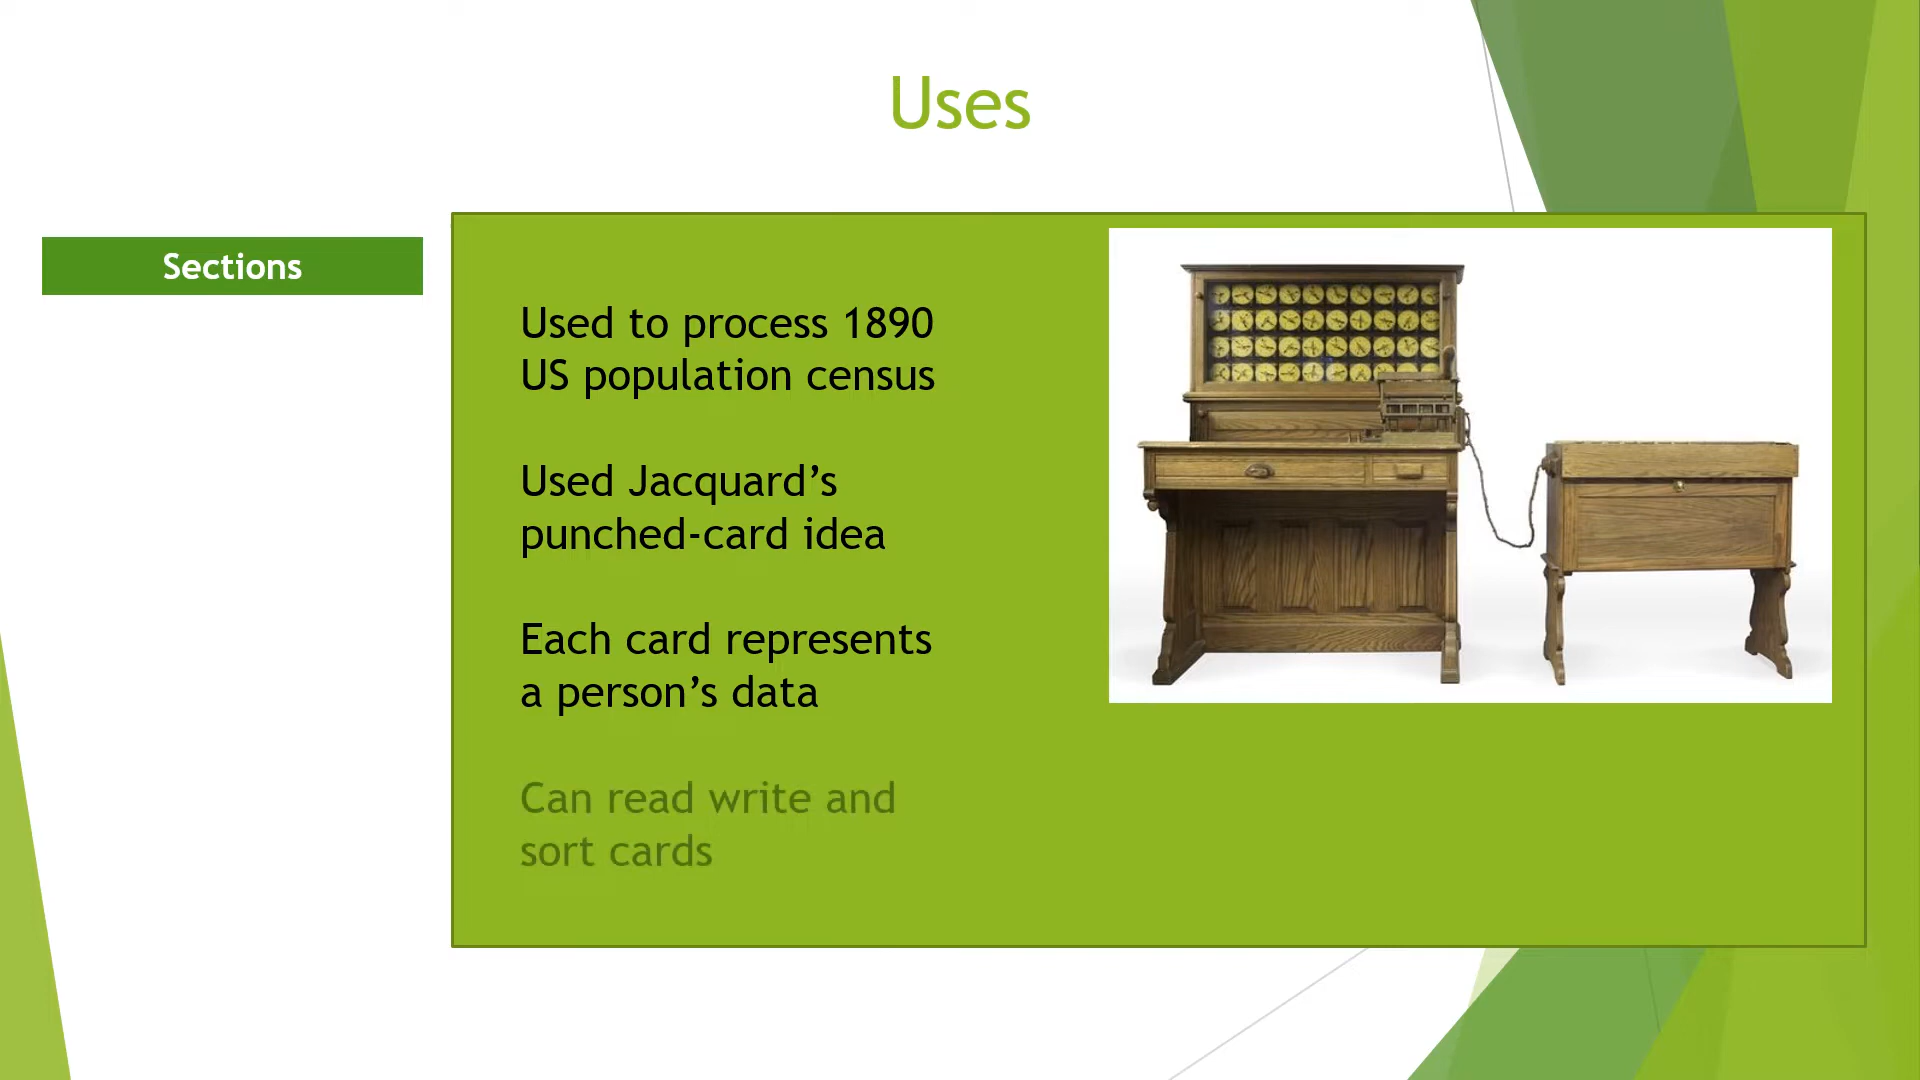 Uses
Sections
Used to process 1890
US population census
Used Jacquard’s
punched-card idea
Each card represents
a person’s data
Can read write and
sort cards